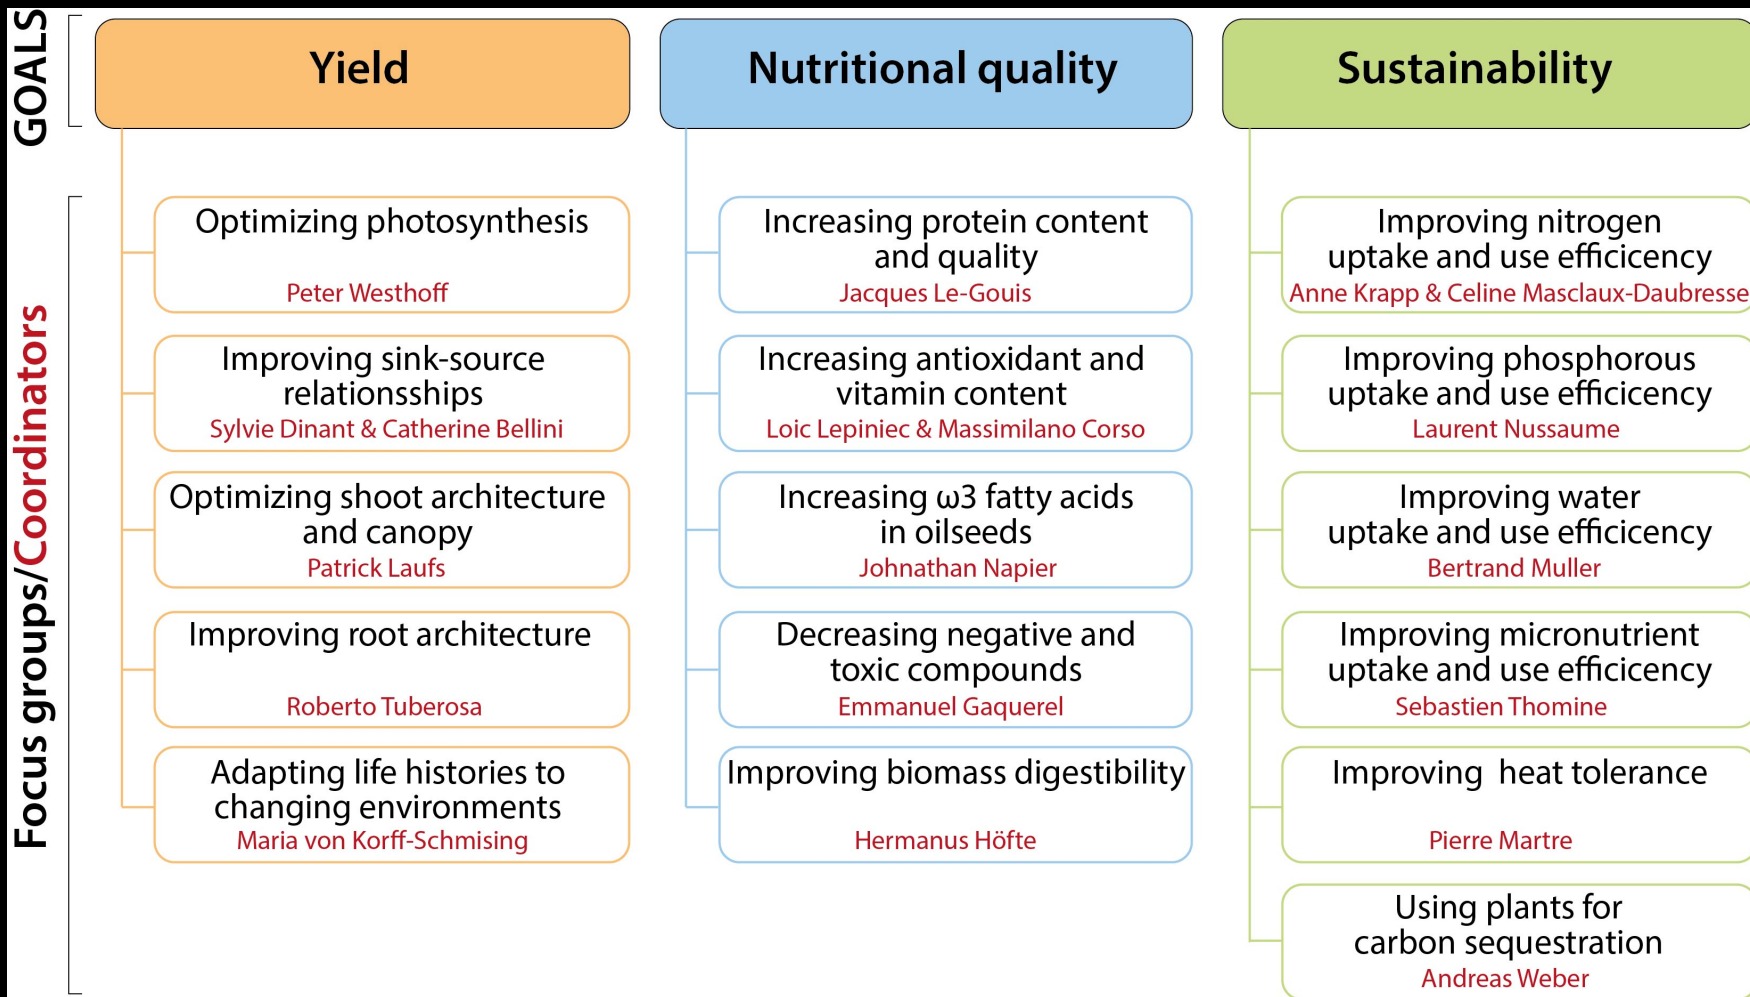 GOALS
Yield
Nutritional quality
Sustainability
Focus groups/Coordinators
Optimizing photosynthesis
Peter Westhoff
Improving sink-source
relationsships
Sylvie Dinant & Catherine Bellini
Optimizing shoot architecture
and canopy
Patrick Laufs
Improving root architecture
Roberto Tuberosa
Adapting life histories to
changing environments
Maria von Korff-Schmising
Increasing protein content
and quality
Jacques Le-Gouis
Increasing antioxidant and
vitamin content
Loic Lepiniec & Massimilano Corso
Increasing ω3 fatty acids
in oilseeds
Johnathan Napier
Decreasing negative and
toxic compounds
Emmanuel Gaquerel
Improving biomass digestibility
Hermanus Höfte
Improving nitrogen
uptake and use efficicency
Anne Krapp & Celine Masclaux-Daubresse
Improving phosphorous
uptake and use efficicency
Laurent Nussaume
Improving water
uptake and use efficicency
Bertrand Muller
Improving micronutrient
uptake and use efficicency
Sebastien Thomine
Improving heat tolerance
Pierre Martre
Using plants for
carbon sequestration
Andreas Weber